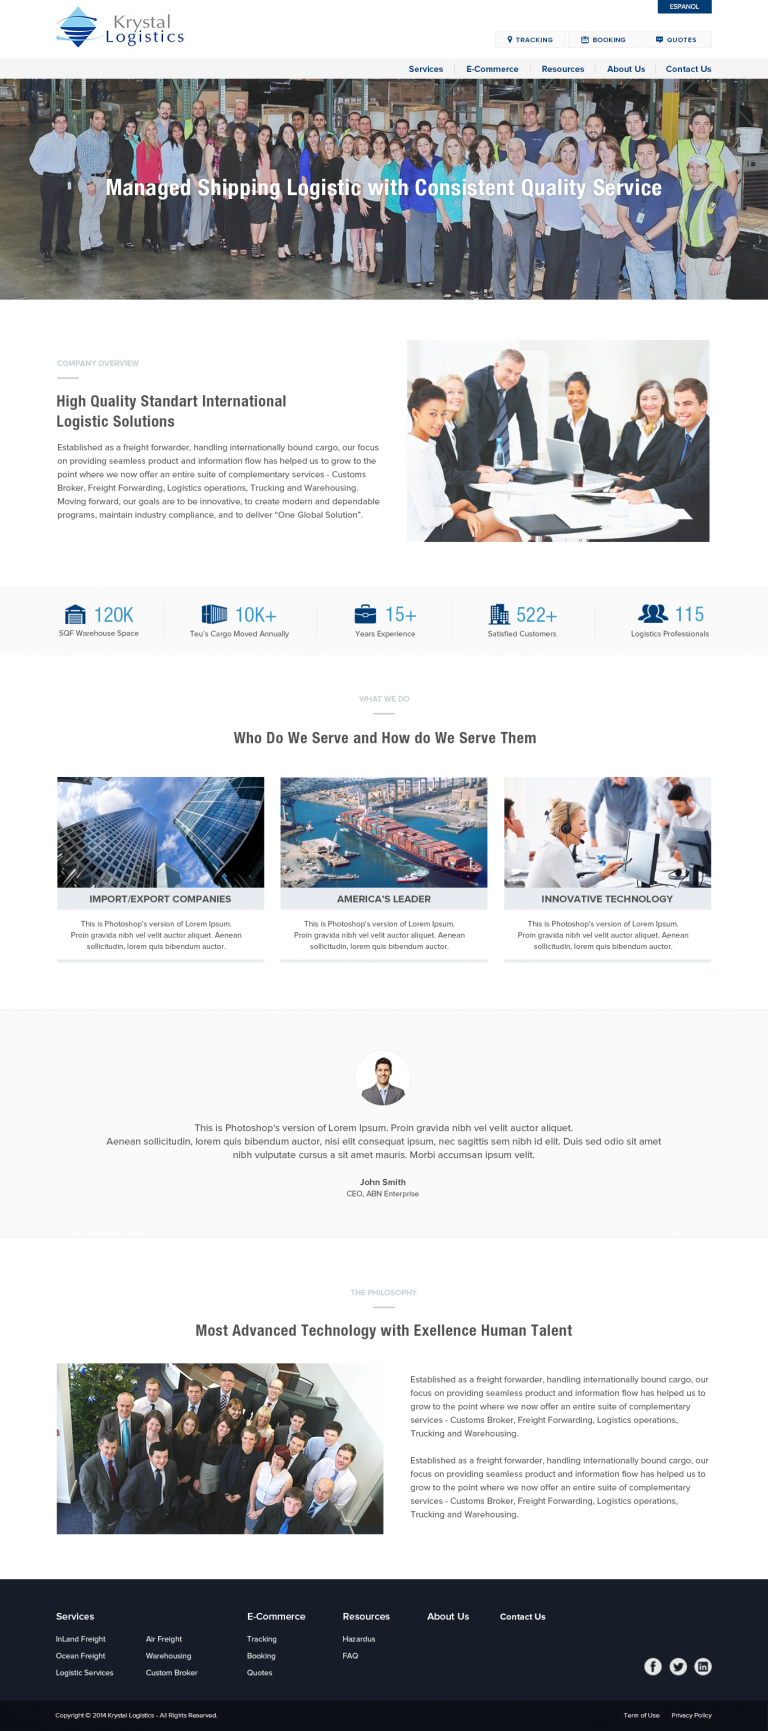 ESPANOL
Krystal
Logistics
TRACKING
BOOKING
QUOTES
Services
E-Commerce
Resources
About Us
Contact Us
Managed Shipping Logistic with Consistent Quality Service
COMPANY OVERVIEW
High Quality Standart International
Logistic Solutions
Established as a freight forwarder, handling internationally bound cargo, our focus
on providing seamless product and information flow has helped us to grow to the
point where we now offer an entire suite of complementary services - Customs
Broker, Freight Forwarding, Logistics operations, Trucking and Warehousing.
Moving forward, our goals are to be innovative, to create modern and dependable
programs, maintain industry compliance, and to deliver “One Global Solution”.
120K
SQF Warehouse Space
10K+
Teu's Cargo Moved Annually
15+
Years Experience
522+
Satisfied Customers
115
Logistics Professionals
WHAT WE DO
Who Do We Serve and How do We Serve Them
IMPORT/EXPORT COMPANIES
This is Photoshop's version of Lorem Ipsum.
Proin gravida nibh vel velit auctor aliquet. Aenean
sollicitudin, lorem quis bibendum auctor.
AMERICA'S LEADER
This is Photoshop's version of Lorem Ipsum.
Proin gravida nibh vel velit auctor aliquet. Aenean
sollicitudin, lorem quis bibendum auctor.
INNOVATIVE TECHNOLOGY
This is Photoshop's version of Lorem Ipsum.
Proin gravida nibh vel velit auctor aliquet. Aenean
sollicitudin, lorem quis bibendum auctor.
This is Photoshop's version of Lorem Ipsum. Proin gravida nibh vel velit auctor aliquet.
Aenean sollicitudin, lorem quis bibendum auctor, nisi elit consequat ipsum, nec sagittis sem nibh id elit. Duis sed odio sit amet
nibh vulputate cursus a sit amet mauris. Morbi accumsan ipsum velit.
John Smith
CEO, ABN Enterprise
THE PHILOSOPHY
Most Advanced Technology with Exellence Human Talent
Established as a freight forwarder, handling internationally bound cargo, our
focus on providing seamless product and information flow has helped us to
grow to the point where we now offer an entire suite of complementary
services - Customs Broker, Freight Forwarding, Logistics operations,
Trucking and Warehousing.
Established as a freight forwarder, handling internationally bound cargo, our
focus on providing seamless product and information flow has helped us to
grow to the point where we now offer an entire suite of complementary
services - Customs Broker, Freight Forwarding, Logistics operations,
Trucking and Warehousing.
Services
InLand Freight
Ocean Freight
Logistic Services
Air Freight
Warehousing
Custom Broker
E-Commerce
Tracking
Booking
Quotes
Resources
Hazardus
FAQ
About Us
Contact Us
Copyright © 2014 Krystal Logistics - All Rights Reserved.
Term of Use
Privacy Policy